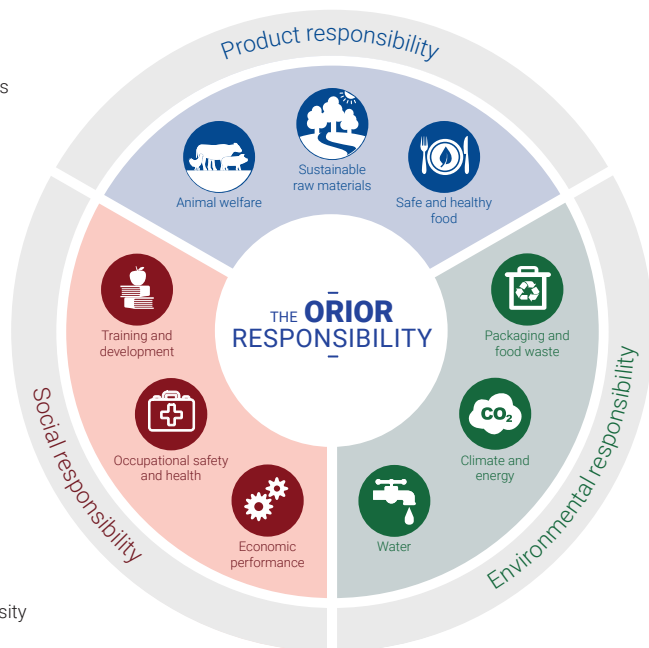 Product responsibility
s
Animal welfare
Sustainable
raw materials
Safe and healthy
food
THE ORIOR
RESPONSIBILITY
Training and
development
Packaging and
food waste
Occupational safety
and health
CO₂
Climate and
energy
Economic
performance
Water
Social responsibility
Environmental responsibility
sity